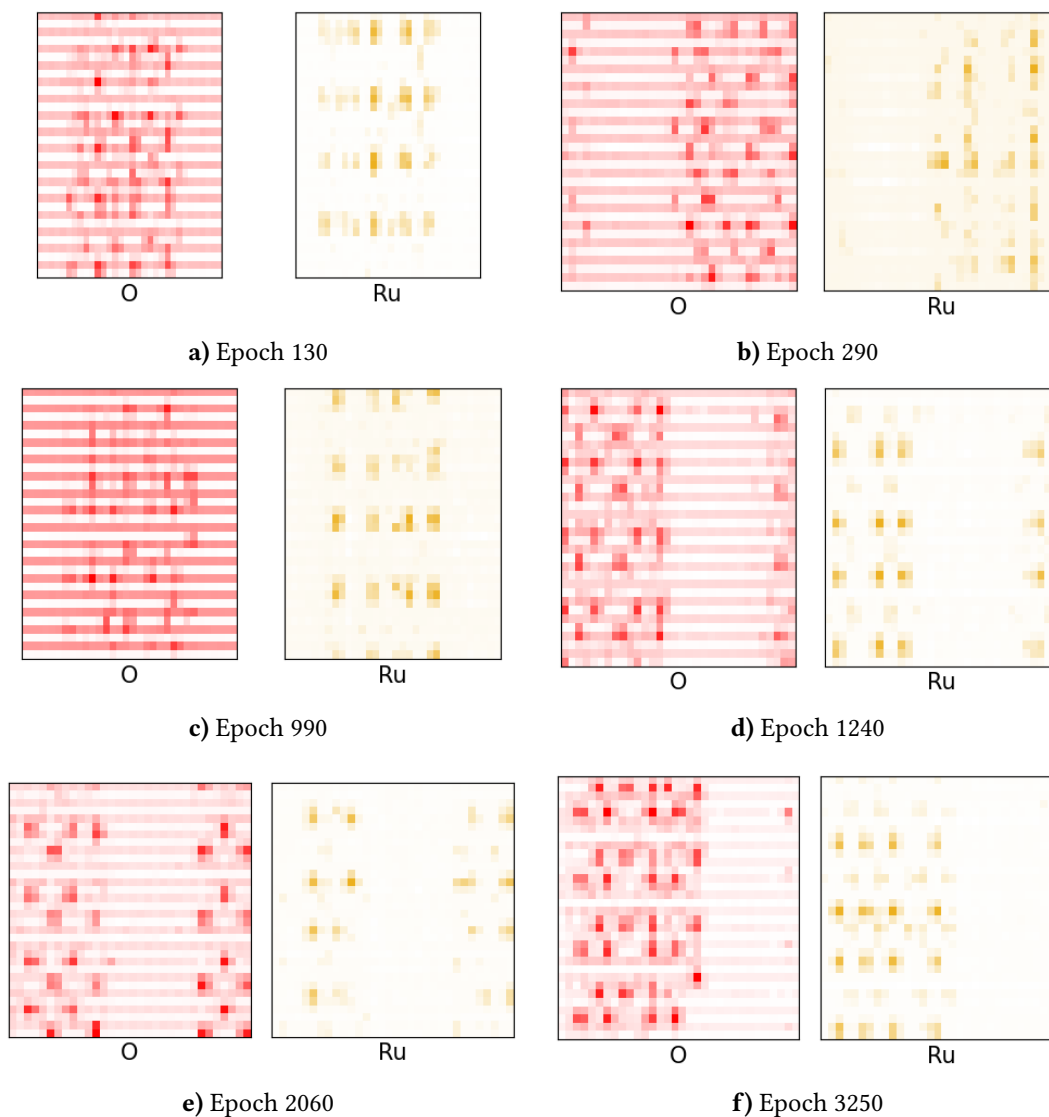 O Ru O Ru
a) Epoch 130 b) Epoch 290
O Ru O Ru
c) Epoch 990 d) Epoch 1240
O Ru O Ru
e) Epoch 2060 f) Epoch 3250